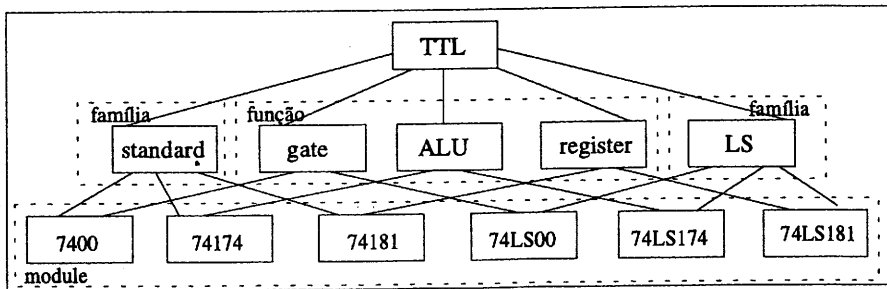 TTL
família
função
família
standard
gate
ALU
register
LS
7400
74174
74181
74LS00
74LS174
74LS181
module